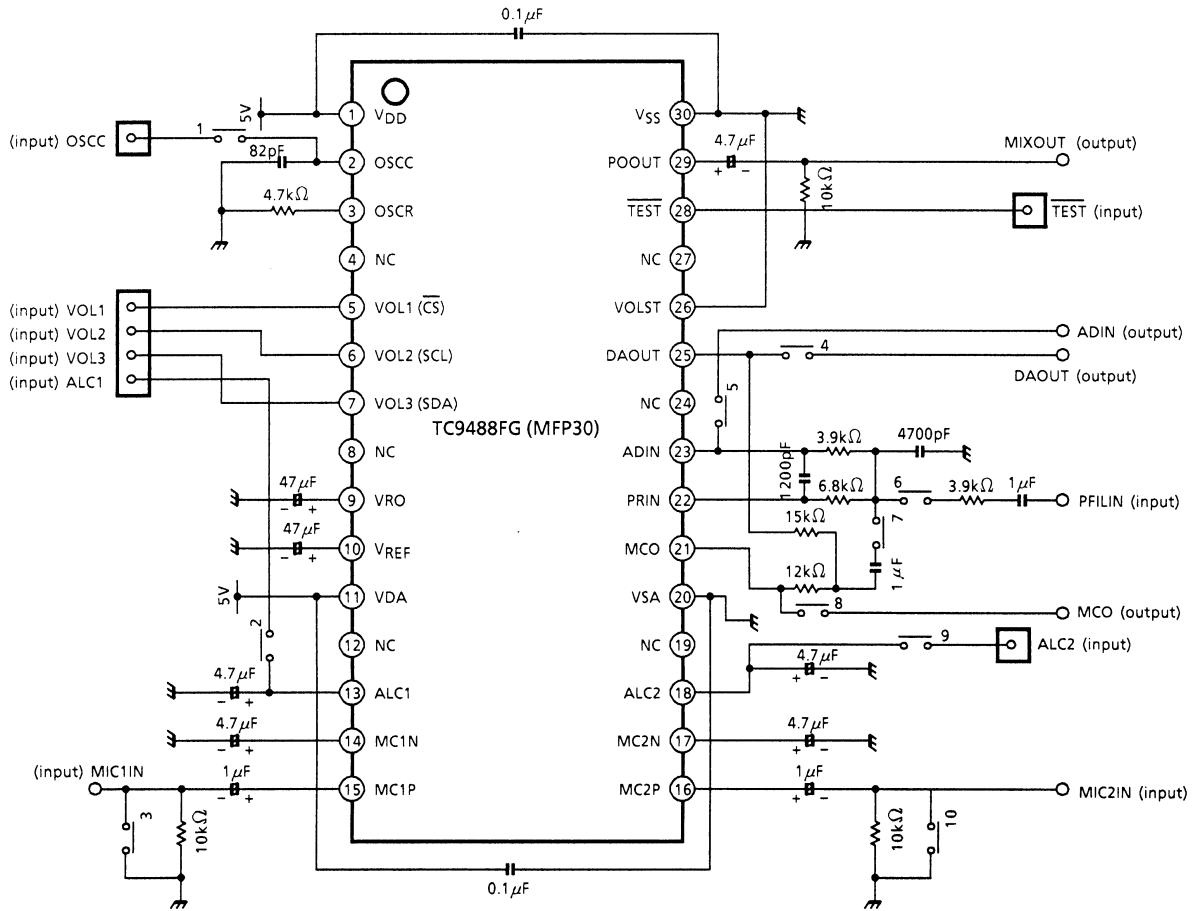 0.1μF
5V
1
VDD
VSS
30
(input) OSCC
1
82pF
2
OSCC
POOUT
29
4.7μF
+ −
MIXOUT (output)
10kΩ
4.7kΩ
3
OSCR
TEST
28
TEST (input)
4
NC
NC
27
(input) VOL1
5
VOL1 (CS)
VOLST
26
(input) VOL2
6
VOL2 (SCL)
DAOUT
25
4
ADIN (output)
(input) VOL3
DAOUT (output)
(input) ALC1
7
VOL3 (SDA)
NC
24
5
TC9488FG (MFP30)
8
NC
ADIN
23
1200pF
3.9kΩ
4700pF
47μF
− +
9
VRO
PRIN
22
6.8kΩ
6
3.9kΩ
1μF
PFILIN (input)
7
15kΩ
47μF
− +
10
VREF
MCO
21
12kΩ
1μF
5V
11
VDA
VSA
20
8
MCO (output)
2
12
NC
NC
19
9
ALC2 (input)
4.7μF
− +
13
ALC1
ALC2
18
4.7μF
+ −
4.7μF
− +
14
MC1N
MC2N
17
4.7μF
+ −
(input) MIC1IN
1μF
− +
15
MC1P
MC2P
16
1μF
+ −
MIC2IN (input)
3
10kΩ
10kΩ
10
0.1μF